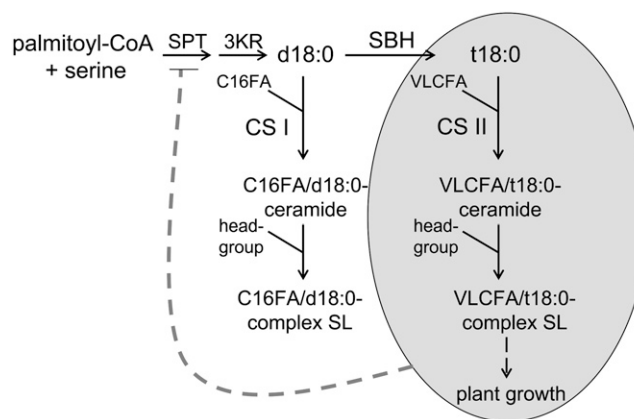 palmitoyl-CoA SPT 3KR d18:0 SBH t18:0
+ serine
C16FA VLCFA
CS I CS II
C16FA/d18:0- VLCFA/t18:0-
ceramide ceramide
head- head-
group group
C16FA/d18:0- VLCFA/t18:0-
complex SL complex SL
plant growth